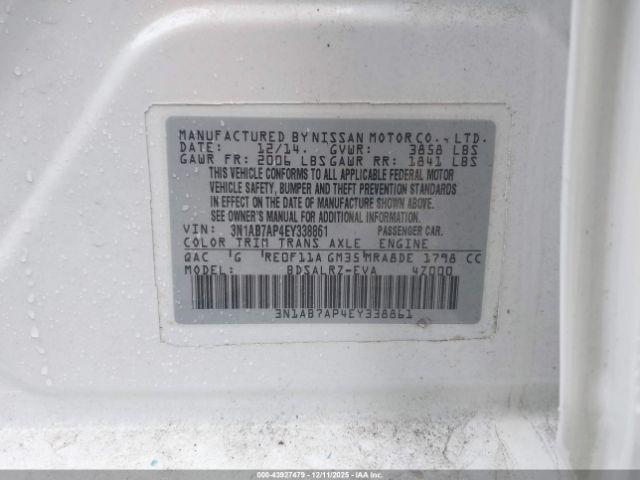 MANUFACTURED BY NISSAN MOTOR CO., LTD.
DATE: 12/14. GVWR: 3858 LBS
GAWR FR: 2006 LBS GAWR RR: 1841 LBS
THIS VEHICLE CONFORMS TO ALL APPLICABLE FEDERAL MOTOR
VEHICLE SAFETY, BUMPER AND THEFT PREVENTION STANDARDS
IN EFFECT ON THE DATE OF MANUFACTURE SHOWN ABOVE.
SEE OWNER'S MANUAL FOR ADDITIONAL INFORMATION.
VIN: 3N1AB7AP4EY338861 PASSENGER CAR.
COLOR TRIM TRANS AXLE ENGINE
QAC G RE0F11A GM35 MRA8DE 1798 CC
MODEL: BDSALRZ-EVA 47000
3N1AB7AP4EY338861
000-43927479 - 12/11/2025 - IAAI.COM